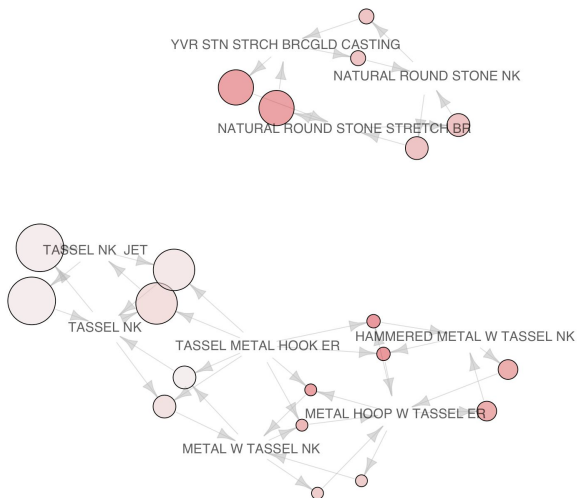 YVR STN STRCH BRCGLD CASTING
NATURAL ROUND STONE NK
NATURAL ROUND STONE STRETCH BR
TASSEL NK JET
TASSEL NK
TASSEL METAL HOOK ER
HAMMERED METAL W TASSEL NK
METAL HOOP W TASSEL ER
METAL W TASSEL NK